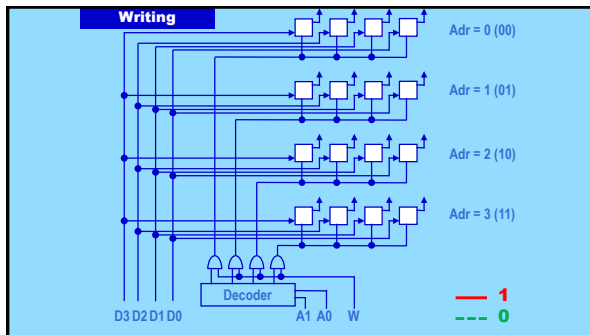 Writing
Adr = 0 (00)
Adr = 1 (01)
Adr = 2 (10)
Adr = 3 (11)
Decoder
D3 D2 D1 D0 A1 A0 W
1
0